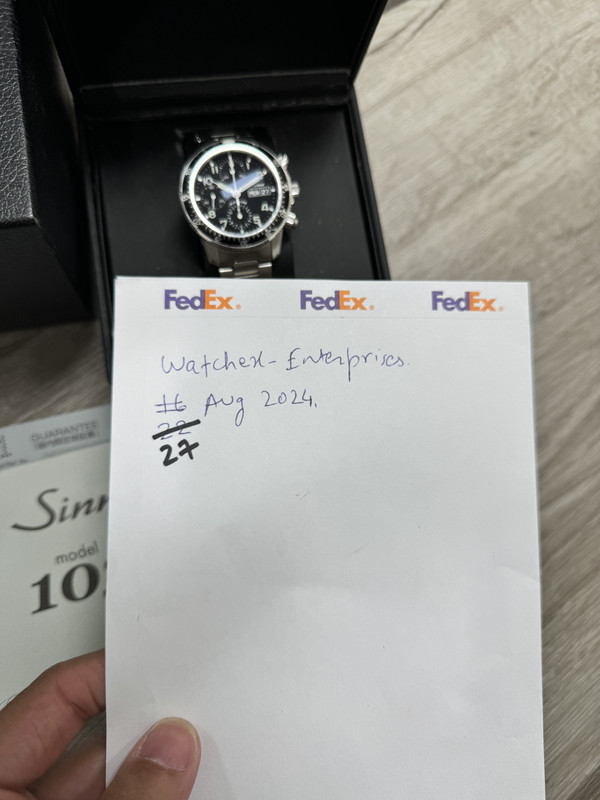 FedEx® FedEx® FedEx®
Watchex-Enterprises.
16 Aug 2024.
22
27
GUARANTEE
Sinn
model
10